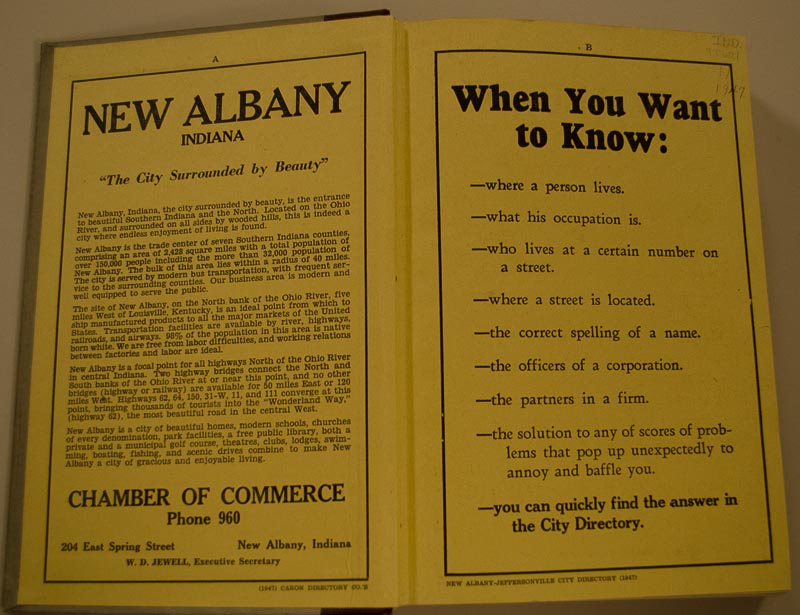 A
NEW ALBANY
INDIANA
"The City Surrounded by Beauty"
New Albany, Indiana, the city surrounded by beauty, is the entrance
to beautiful Southern Indiana and the North. Located on the Ohio
River, and surrounded on all sides by wooded hills, this is indeed a
city where endless enjoyment of living is found.
New Albany is the trade center of seven Southern Indiana counties,
comprising an area of 2,428 square miles with a total population of
over 150,000 people including the more than 32,000 population of
New Albany. The bulk of this area lies within a radius of 40 miles.
The city is served by modern bus transportation, with frequent ser-
vice to the surrounding counties. Our business area is modern and
well equipped to serve the public.
The site of New Albany, on the North bank of the Ohio River, five
miles West of Louisville, Kentucky, is an ideal point from which to
ship manufactured products to all the major markets of the United
States. Transportation facilities are available by river, highways,
railroads, and airways. 98% of the population in this area is native
born white. We are free from labor difficulties, and working relations
between factories and labor are ideal.
New Albany is a focal point for all highways North of the Ohio River
in central Indiana. Two highway bridges connect the North and
South banks of the Ohio River at or near this point, and no other
bridges (highway or railway) are available for 50 miles East or 120
miles West. Highways 62, 64, 150, 31-W, 11, and 111 converge at this
point, bringing thousands of tourists into the "Wonderland Way,"
(highway 62), the most beautiful road in the central West.
New Albany is a city of beautiful homes, modern schools, churches
of every denomination, park facilities, a free public library, both a
private and a municipal golf course, theatres, clubs, lodges, swim-
ming, boating, fishing, and scenic drives combine to make New
Albany a city of gracious and enjoyable living.
CHAMBER OF COMMERCE
Phone 960
204 East Spring Street New Albany, Indiana
W. D. JEWELL, Executive Secretary
(1947) CARON DIRECTORY CO.'S
B
IND.
1947
When You Want
to Know:
—where a person lives.
—what his occupation is.
—who lives at a certain number on
a street.
—where a street is located.
—the correct spelling of a name.
—the officers of a corporation.
—the partners in a firm.
—the solution to any of scores of prob-
lems that pop up unexpectedly to
annoy and baffle you.
—you can quickly find the answer in
the City Directory.
NEW ALBANY-JEFFERSONVILLE CITY DIRECTORY (1947)